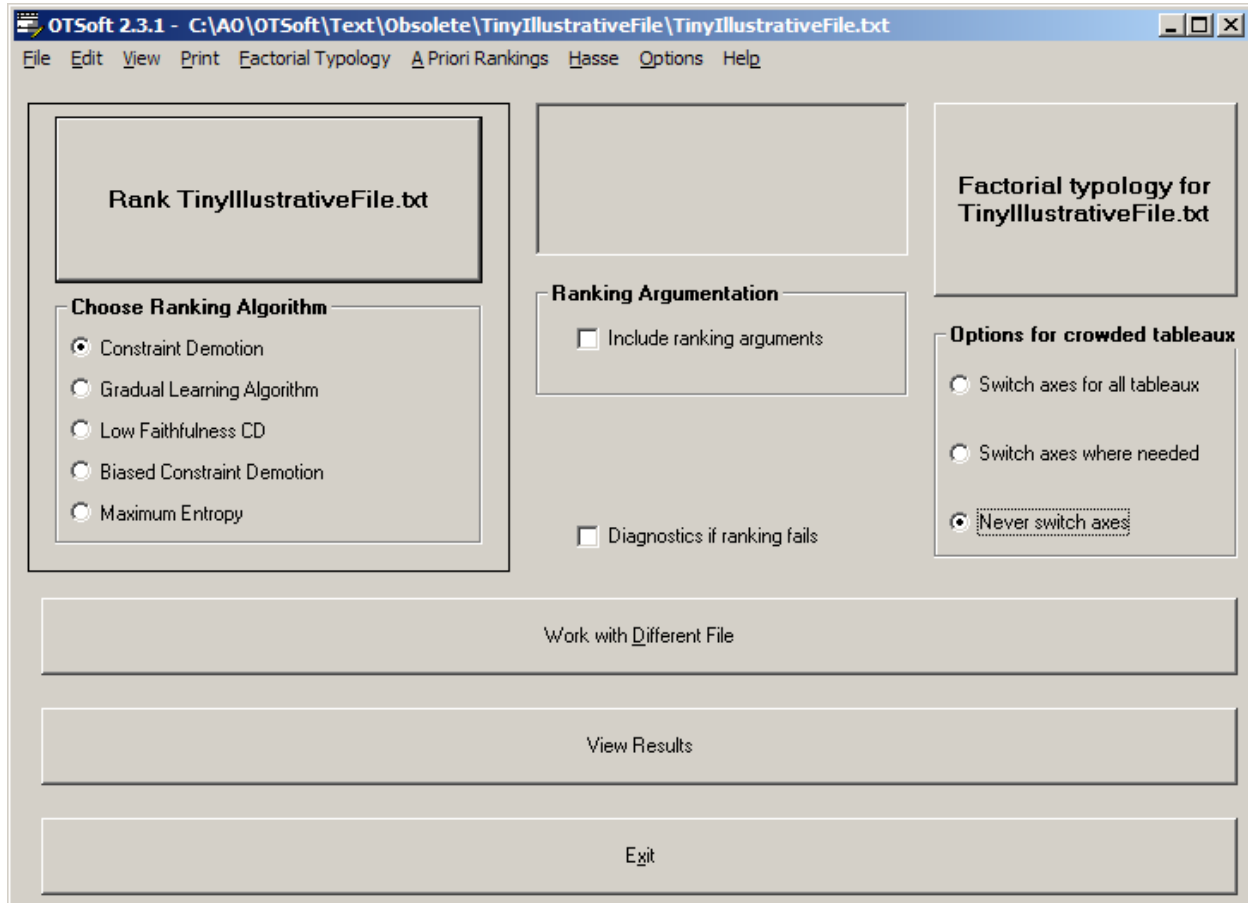 OTSoft 2.3.1 - C:\AO\OTSoft\Text\Obsolete\TinyIllustrativeFile\TinyIllustrativeFile.txt
File Edit View Print Factorial Typology A Priori Rankings Hasse Options Help
Rank TinyIllustrativeFile.txt
Factorial typology for
TinyIllustrativeFile.txt
Choose Ranking Algorithm
Constraint Demotion
Gradual Learning Algorithm
Low Faithfulness CD
Biased Constraint Demotion
Maximum Entropy
Ranking Argumentation
Include ranking arguments
Diagnostics if ranking fails
Options for crowded tableaux
Switch axes for all tableaux
Switch axes where needed
Never switch axes
Work with Different File
View Results
Exit